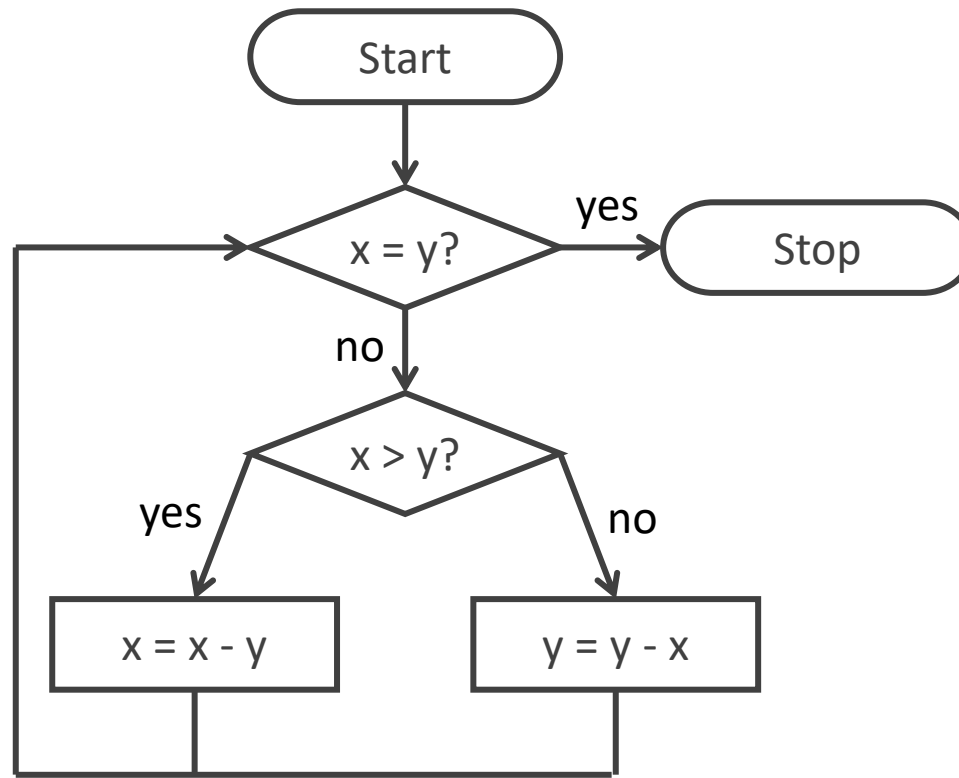 Start
x = y?
yes
Stop
no
x > y?
yes
no
x = x - y
y = y - x